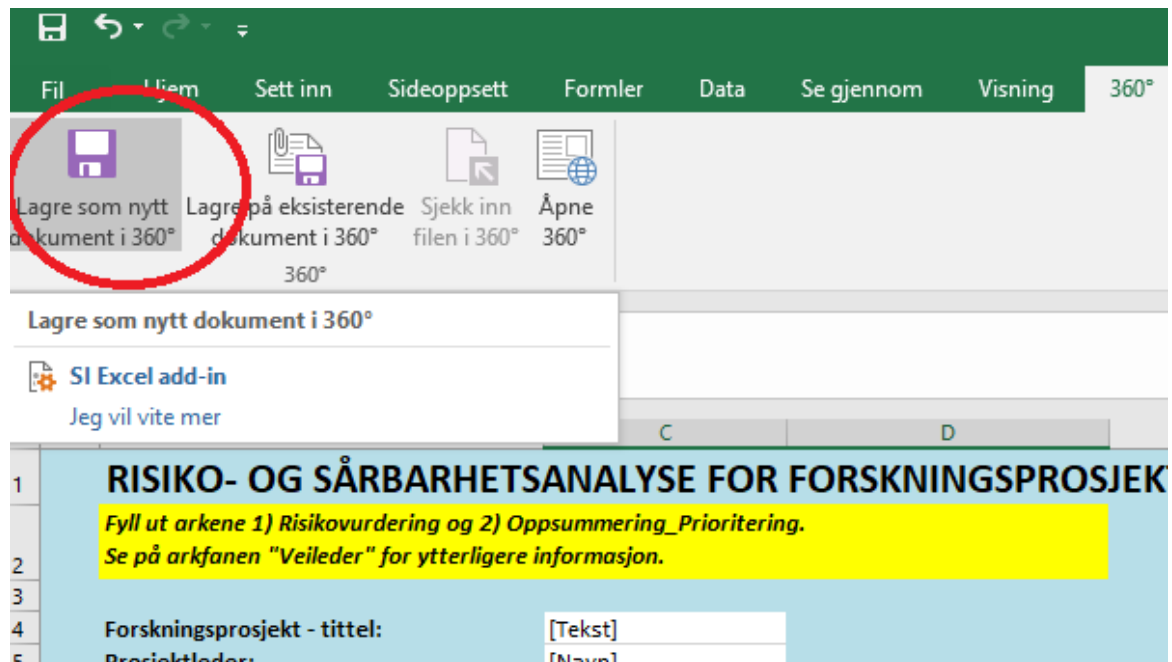 Fil Hjem Sett inn Sideoppsett Formler Data Se gjennom Visning 360°
Lagre som nytt Lagre på eksisterende Sjekk inn Åpne
dokument i 360° dokument i 360° filen i 360° 360°
360°
Lagre som nytt dokument i 360°
SI Excel add-in
Jeg vil vite mer
C D
1 RISIKO- OG SÅRBARHETSANALYSE FOR FORSKNINGSPROSJEK
Fyll ut arkene 1) Risikovurdering og 2) Oppsummering_Prioritering.
2 Se på arkfanen "Veileder" for ytterligere informasjon.
3
4 Forskningsprosjekt - tittel: [Tekst]
5 Prosjektleder: [Navn]